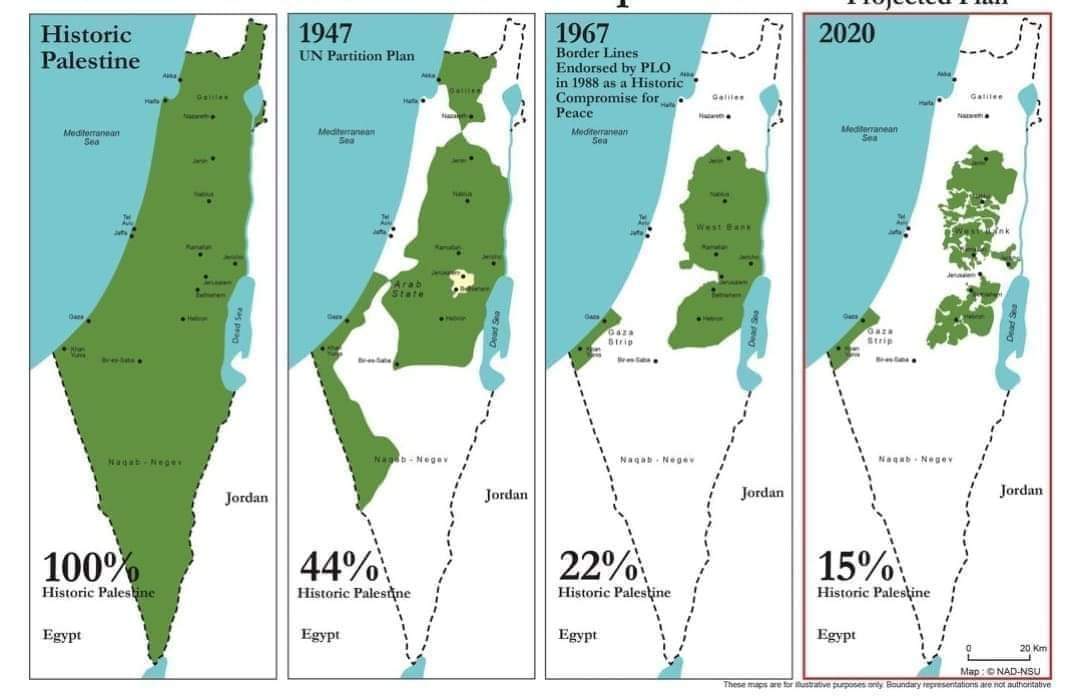 Projected Plan
Historic
Palestine
Akka
Haifa
Galilee
Nazareth
Mediterranean
Sea
Jenin
Nablus
Tel
Aviv
Jaffa
Ramallah
Jericho
Jerusalem
Bethlehem
Gaza
Hebron
Dead Sea
Khan
Yunis
Bir-es-Saba
Naqab - Negev
Jordan
100%
Historic Palestine
Egypt
1947
UN Partition Plan
Akka
Galilee
Haifa
Nazareth
Mediterranean
Sea
Jenin
Nablus
Tel
Aviv
Jaffa
Ramallah
Jericho
Jerusalem
Arab
State
Bethlehem
Gaza
Hebron
Dead Sea
Khan
Yunis
Bir-es-Saba
Naqab - Negev
Jordan
44%
Historic Palestine
Egypt
1967
Border Lines
Endorsed by PLO
in 1988 as a Historic
Compromise for
Peace
Akka
Haifa
Galilee
Nazareth
Mediterranean
Sea
Jenin
Nablus
Tel
Aviv
Jaffa
West Bank
Ramallah
Jericho
Jerusalem
Bethlehem
Gaza
Hebron
Dead Sea
Gaza
Strip
Khan
Yunis
Bir-es-Saba
Naqab - Negev
Jordan
22%
Historic Palestine
Egypt
2020
Akka
Haifa
Galilee
Nazareth
Mediterranean
Sea
Jenin
Nablus
Tel
Aviv
Jaffa
West Bank
Jerusalem
Bethlehem
Gaza
Hebron
Dead Sea
Gaza
Strip
Khan
Yunis
Bir-es-Saba
Naqab - Negev
Jordan
15%
Historic Palestine
Egypt
0 20 Km
Map : © NAD-NSU
These maps are for illustrative purposes only. Boundary representations are not authoritative